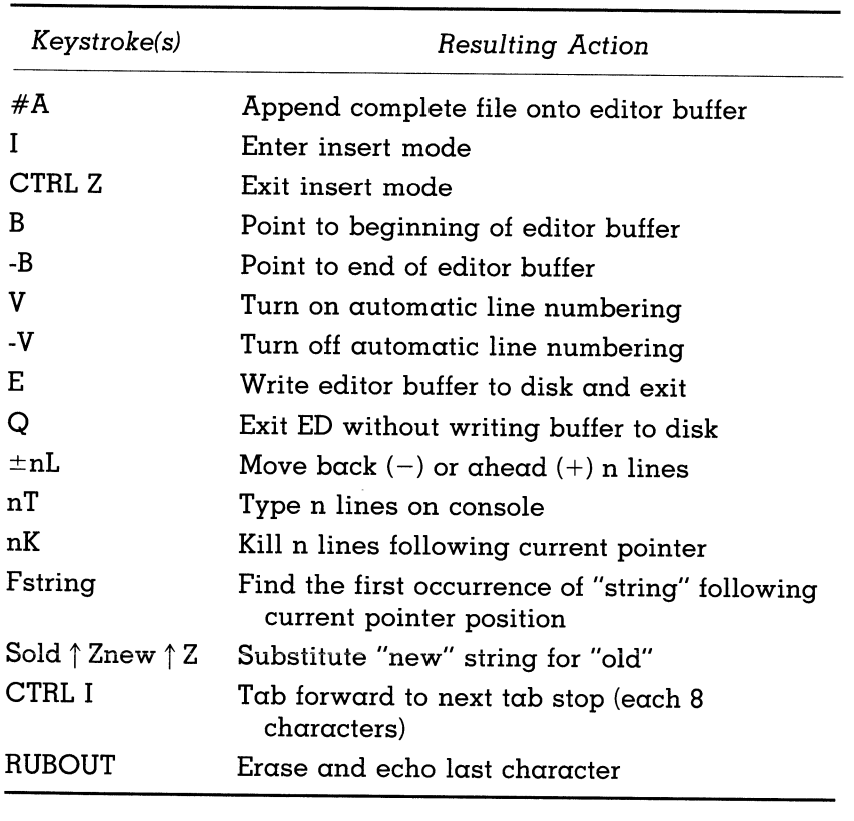 Keystroke(s) Resulting Action
#A Append complete file onto editor buffer
I Enter insert mode
CTRL Z Exit insert mode
B Point to beginning of editor buffer
-B Point to end of editor buffer
V Turn on automatic line numbering
-V Turn off automatic line numbering
E Write editor buffer to disk and exit
Q Exit ED without writing buffer to disk
±nL Move back (−) or ahead (+) n lines
nT Type n lines on console
nK Kill n lines following current pointer
Fstring Find the first occurrence of "string" following
current pointer position
Sold ↑ Znew ↑ Z Substitute "new" string for "old"
CTRL I Tab forward to next tab stop (each 8
characters)
RUBOUT Erase and echo last character